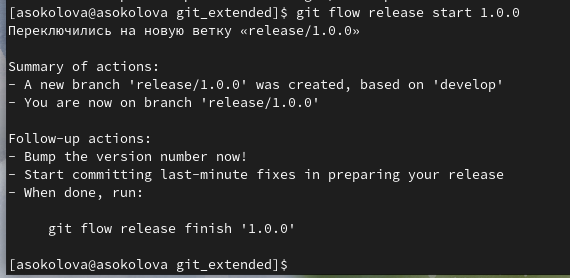 [asokolova@asokolova git_extended]$ git flow release start 1.0.0
Переключились на новую ветку «release/1.0.0»
Summary of actions:
- A new branch 'release/1.0.0' was created, based on 'develop'
- You are now on branch 'release/1.0.0'
Follow-up actions:
- Bump the version number now!
- Start committing last-minute fixes in preparing your release
- When done, run:
git flow release finish '1.0.0'
[asokolova@asokolova git_extended]$